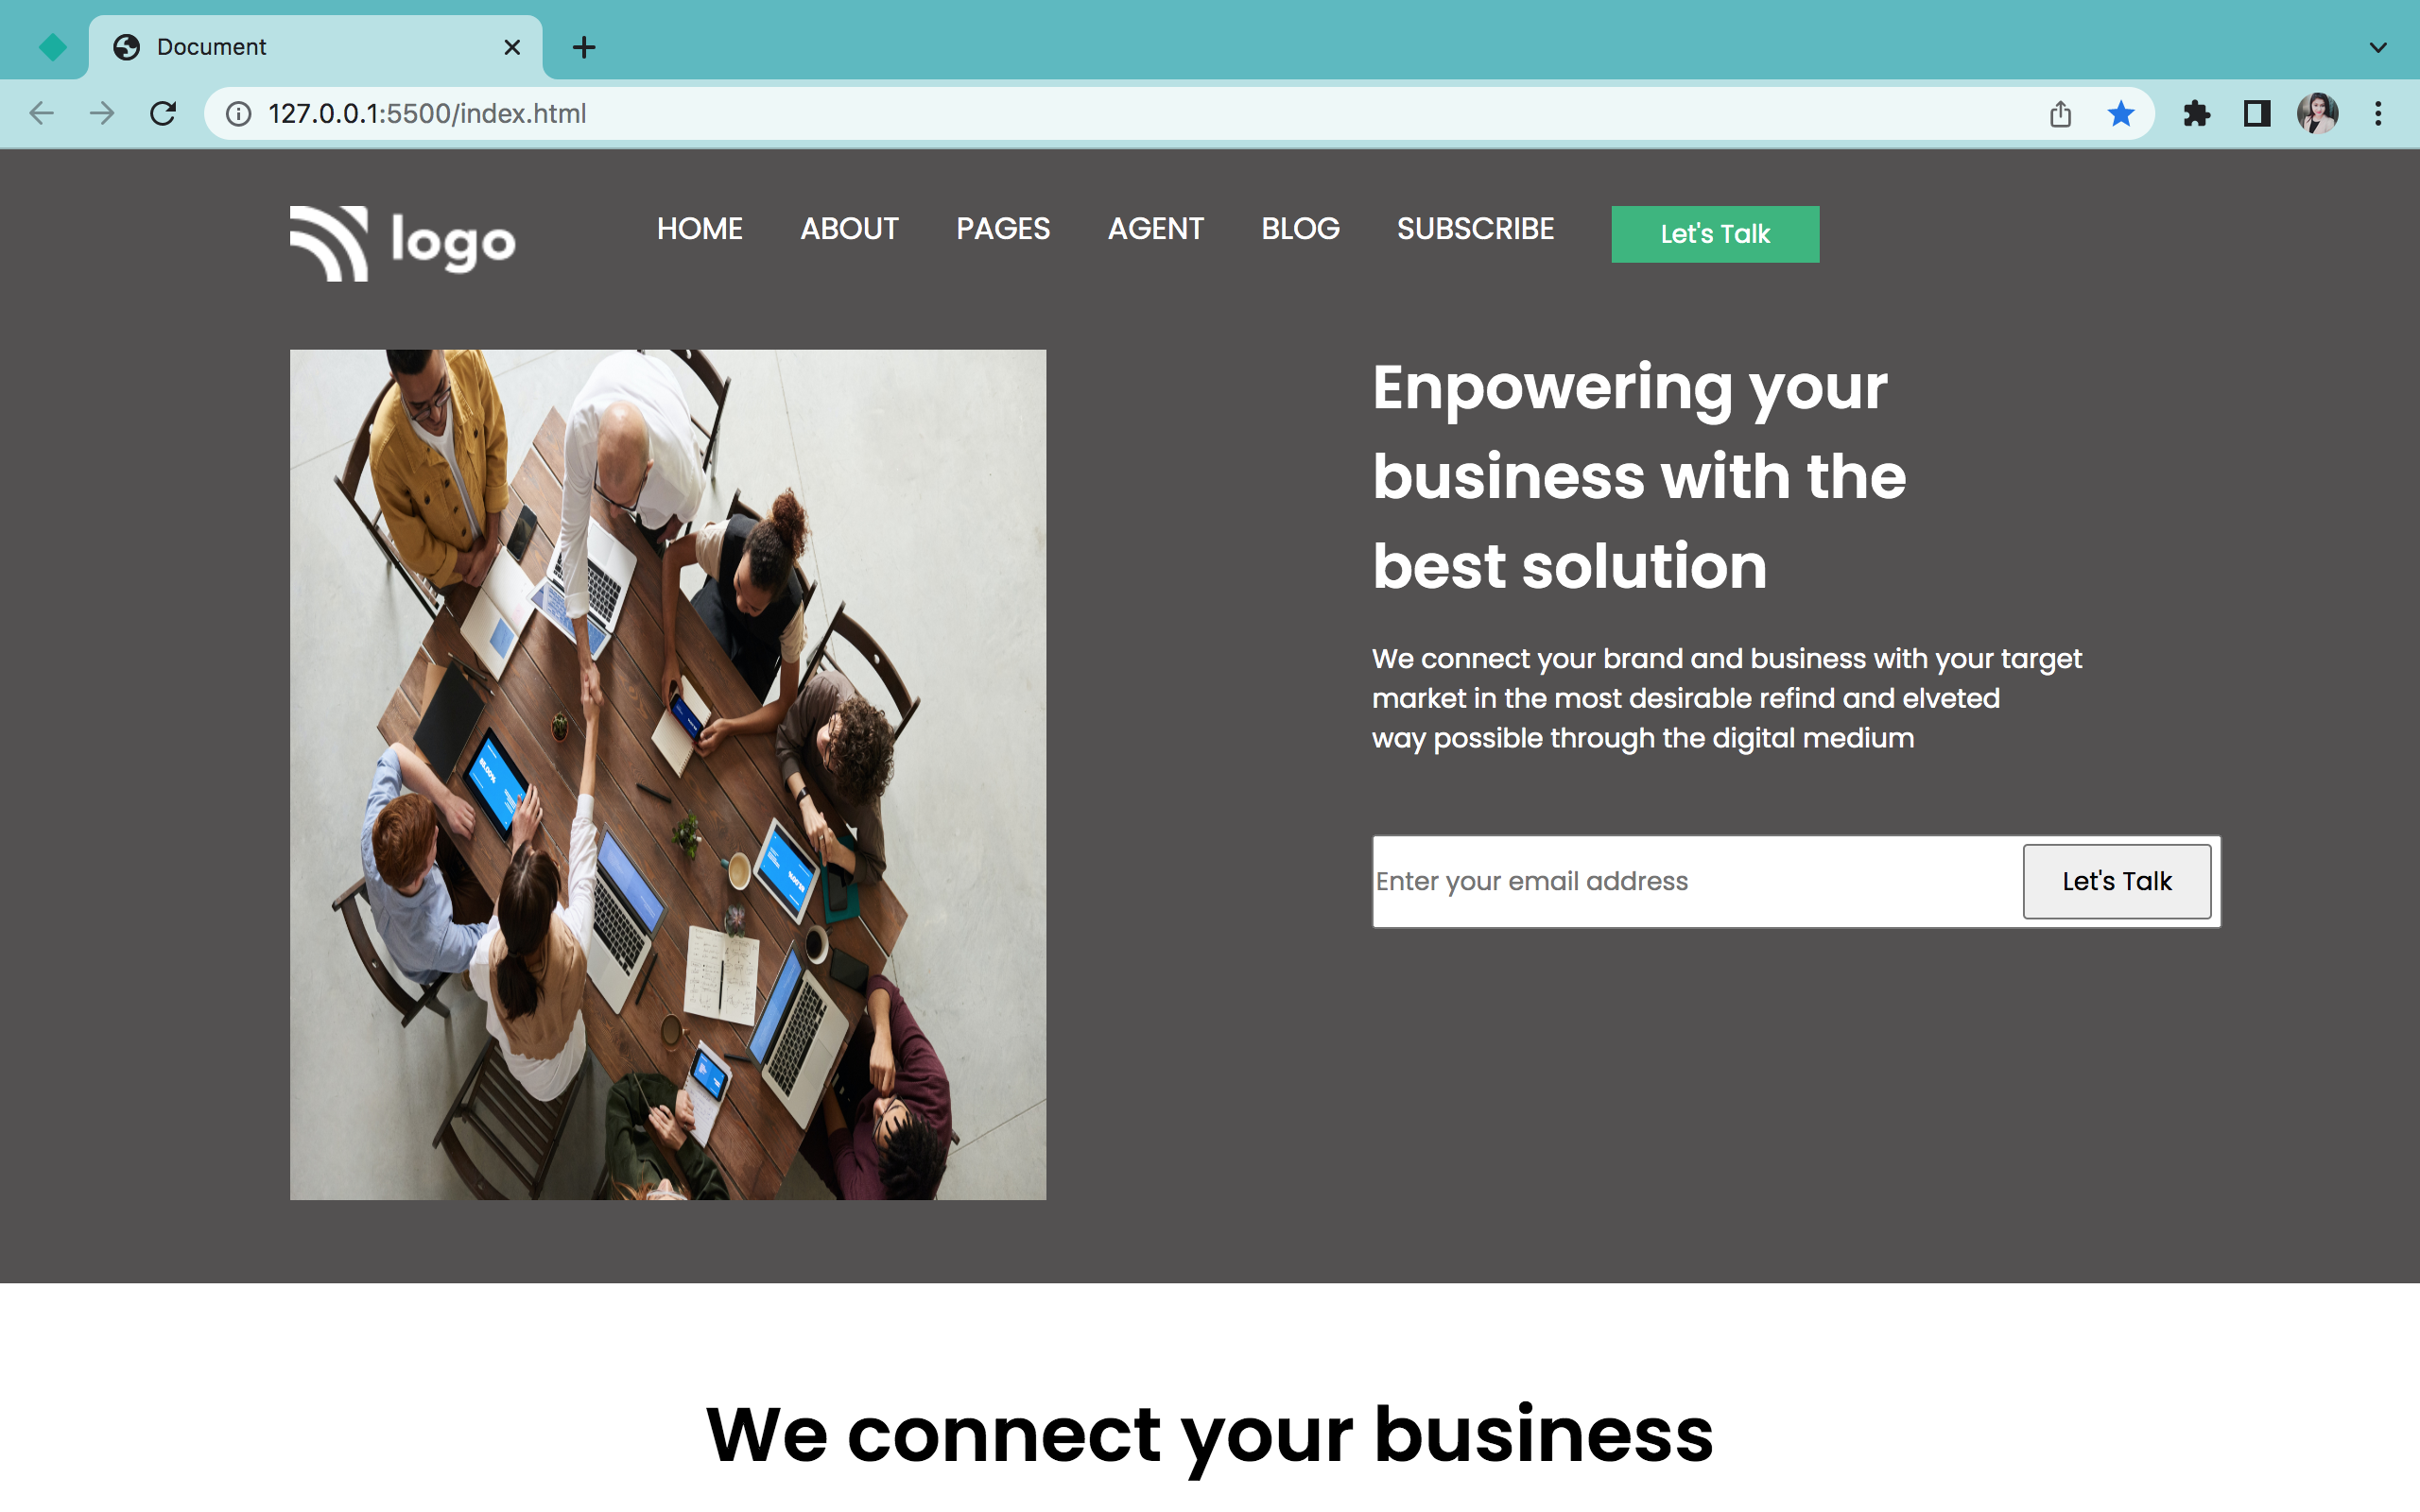 Document
127.0.0.1:5500/index.html
logo
HOME ABOUT PAGES AGENT BLOG SUBSCRIBE Let's Talk
Enpowering your
business with the
best solution
We connect your brand and business with your target
market in the most desirable refind and elveted
way possible through the digital medium
Enter your email address Let's Talk
We connect your business